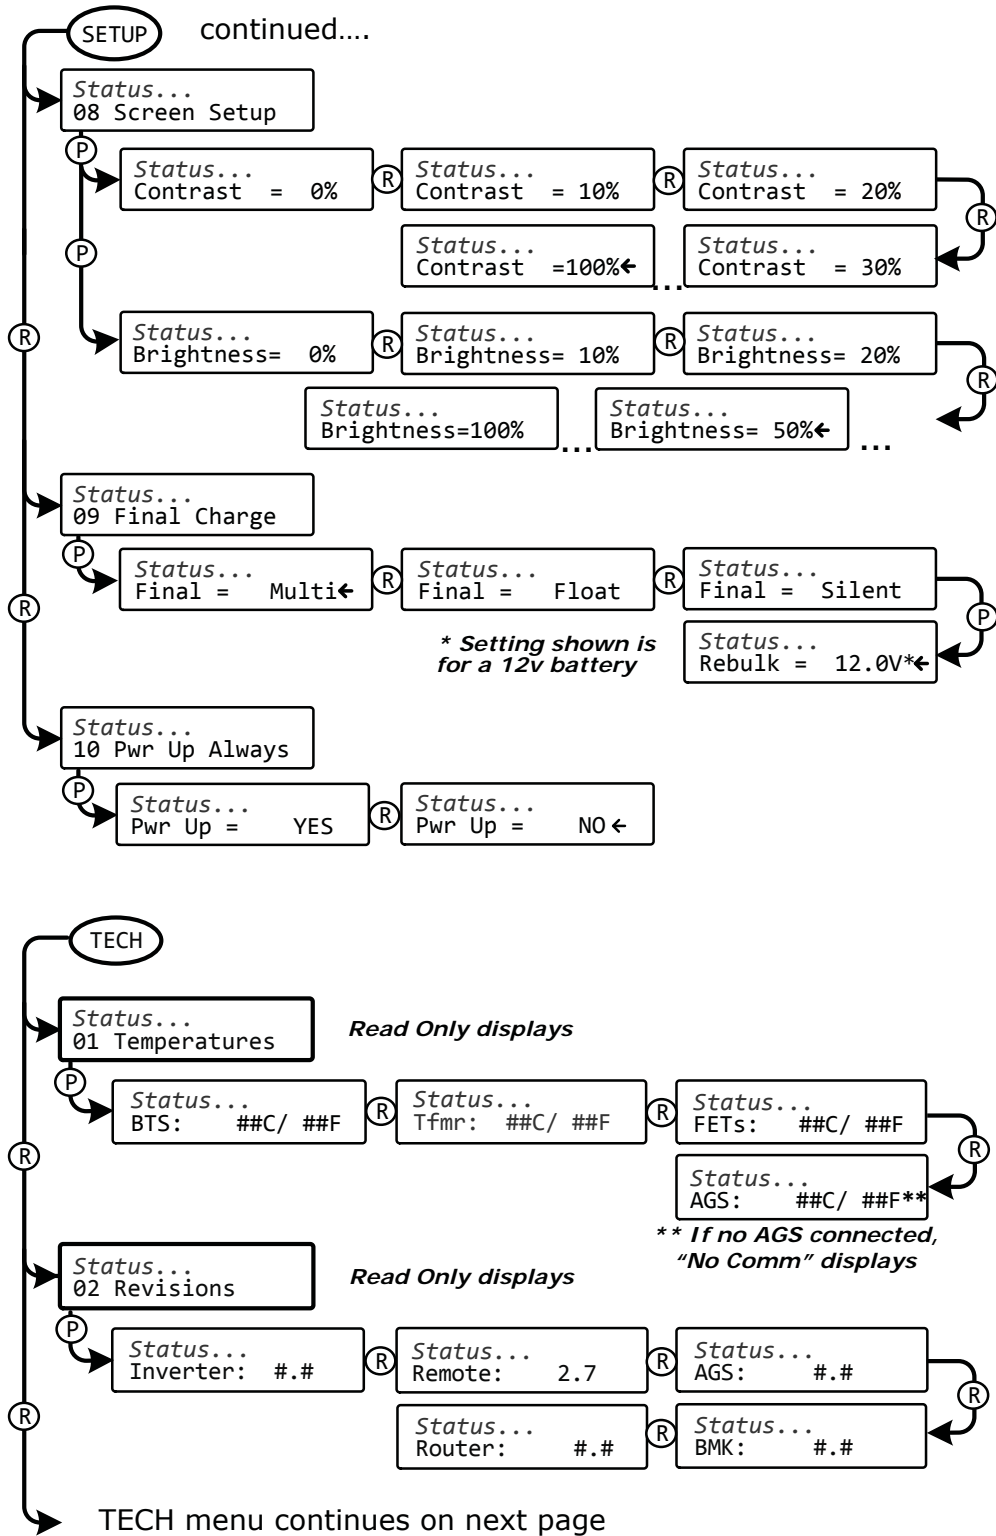 SETUP continued....
Status...
08 Screen Setup
P
Status...
Contrast = 0%
R
Status...
Contrast = 10%
R
Status...
Contrast = 20%
R
P
Status...
Contrast =100%←
...
Status...
Contrast = 30%
R
Status...
Brightness= 0%
R
Status...
Brightness= 10%
R
Status...
Brightness= 20%
R
Status...
Brightness=100%
...
Status...
Brightness= 50%←
...
Status...
09 Final Charge
P
Status...
Final = Multi←
R
Status...
Final = Float
R
Status...
Final = Silent
P
R
* Setting shown is
for a 12v battery
Status...
Rebulk = 12.0V*←
Status...
10 Pwr Up Always
P
Status...
Pwr Up = YES
R
Status...
Pwr Up = NO ←
TECH
Status...
01 Temperatures
Read Only displays
P
Status...
BTS: ##C/ ##F
R
Status...
Tfmr: ##C/ ##F
R
Status...
FETs: ##C/ ##F
R
R
Status...
AGS: ##C/ ##F**
** If no AGS connected,
“No Comm” displays
Status...
02 Revisions
Read Only displays
P
Status...
Inverter: #.#
R
Status...
Remote: 2.7
R
Status...
AGS: #.#
R
R
Status...
Router: #.#
R
Status...
BMK: #.#
TECH menu continues on next page